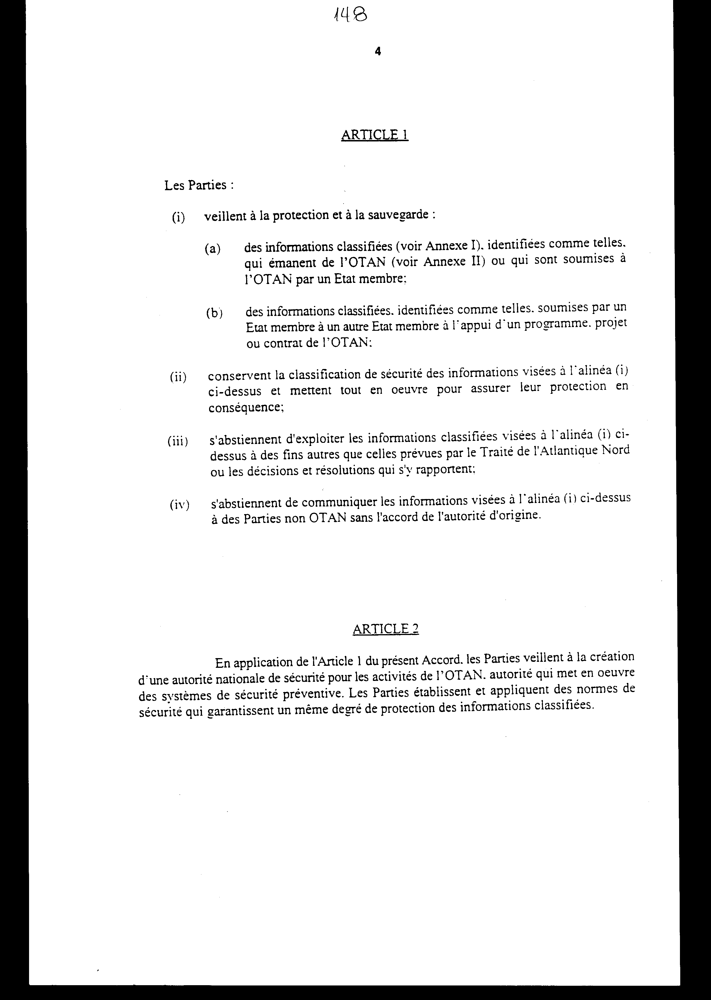 148
4
ARTICLE 1
Les Parties :
(i) veillent à la protection et à la sauvegarde :
(a) des informations classifiées (voir Annexe I), identifiées comme telles,
qui émanent de l'OTAN (voir Annexe II) ou qui sont soumises à
l'OTAN par un Etat membre;
(b) des informations classifiées, identifiées comme telles, soumises par un
Etat membre à un autre Etat membre à l'appui d'un programme, projet
ou contrat de l'OTAN;
(ii) conservent la classification de sécurité des informations visées à l'alinéa (i)
ci-dessus et mettent tout en oeuvre pour assurer leur protection en
conséquence;
(iii) s'abstiennent d'exploiter les informations classifiées visées à l'alinéa (i) ci-
dessus à des fins autres que celles prévues par le Traité de l'Atlantique Nord
ou les décisions et résolutions qui s'y rapportent;
(iv) s'abstiennent de communiquer les informations visées à l'alinéa (i) ci-dessus
à des Parties non OTAN sans l'accord de l'autorité d'origine.
ARTICLE 2
En application de l'Article 1 du présent Accord, les Parties veillent à la création
d'une autorité nationale de sécurité pour les activités de l'OTAN, autorité qui met en oeuvre
des systèmes de sécurité préventive. Les Parties établissent et appliquent des normes de
sécurité qui garantissent un même degré de protection des informations classifiées.